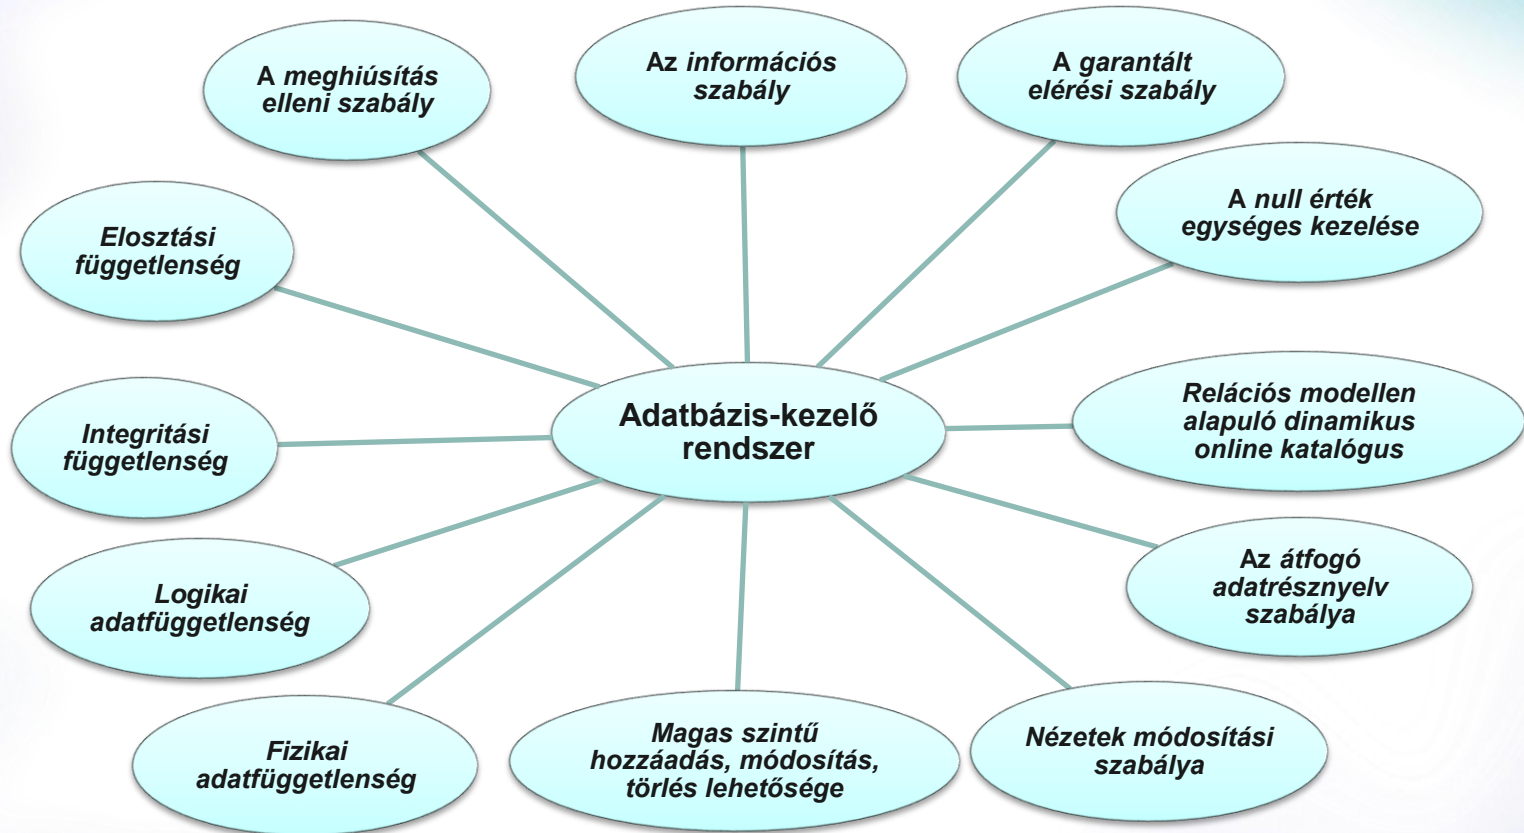 A meghiúsítás
elleni szabály
Az információs
szabály
A garantált
elérési szabály
A null érték
egységes kezelése
Elosztási
függetlenség
Relációs modellen
alapuló dinamikus
online katalógus
Adatbázis-kezelő
rendszer
Integritási
függetlenség
Az átfogó
adatrésznyelv
szabálya
Logikai
adatfüggetlenség
Nézetek módosítási
szabálya
Magas szintű
hozzáadás, módosítás,
törlés lehetősége
Fizikai
adatfüggetlenség